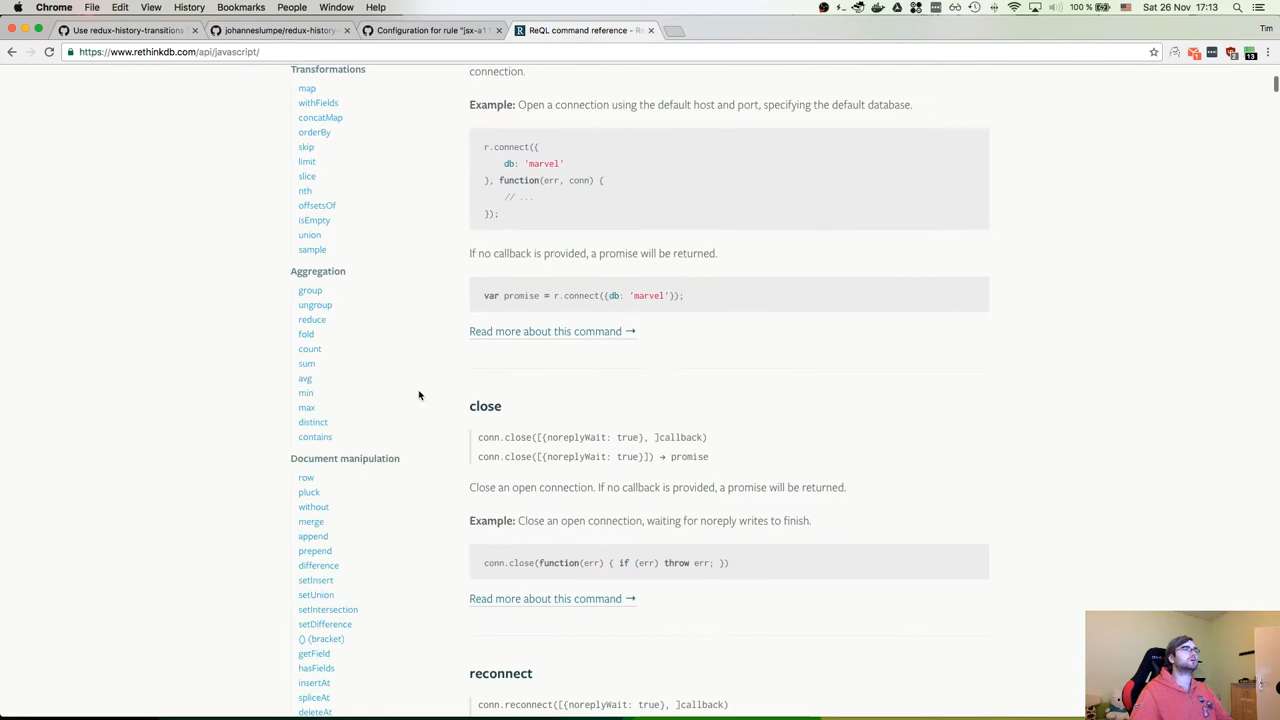 Chrome File Edit View History Bookmarks People Window Help
100 % Sat 26 Nov 17:13
Use redux-history-transitions
johanneslumpe/redux-history-
Configuration for rule "jsx-a1
ReQL command reference - Re
Tim
https://www.rethinkdb.com/api/javascript/
Transformations
map
withFields
concatMap
orderBy
skip
limit
slice
nth
offsetsOf
isEmpty
union
sample
Aggregation
group
ungroup
reduce
fold
count
sum
avg
min
max
distinct
contains
Document manipulation
row
pluck
without
merge
append
prepend
difference
setInsert
setUnion
setIntersection
setDifference
() (bracket)
getField
hasFields
insertAt
spliceAt
deleteAt
connection.
Example: Open a connection using the default host and port, specifying the default database.
r.connect({
db: 'marvel'
}, function(err, conn) {
// ...
});
If no callback is provided, a promise will be returned.
var promise = r.connect({db: 'marvel'});
Read more about this command →
close
conn.close([{noreplyWait: true}, ]callback)
conn.close([{noreplyWait: true}]) → promise
Close an open connection. If no callback is provided, a promise will be returned.
Example: Close an open connection, waiting for noreply writes to finish.
conn.close(function(err) { if (err) throw err; })
Read more about this command →
reconnect
conn.reconnect([{noreplyWait: true}, ]callback)